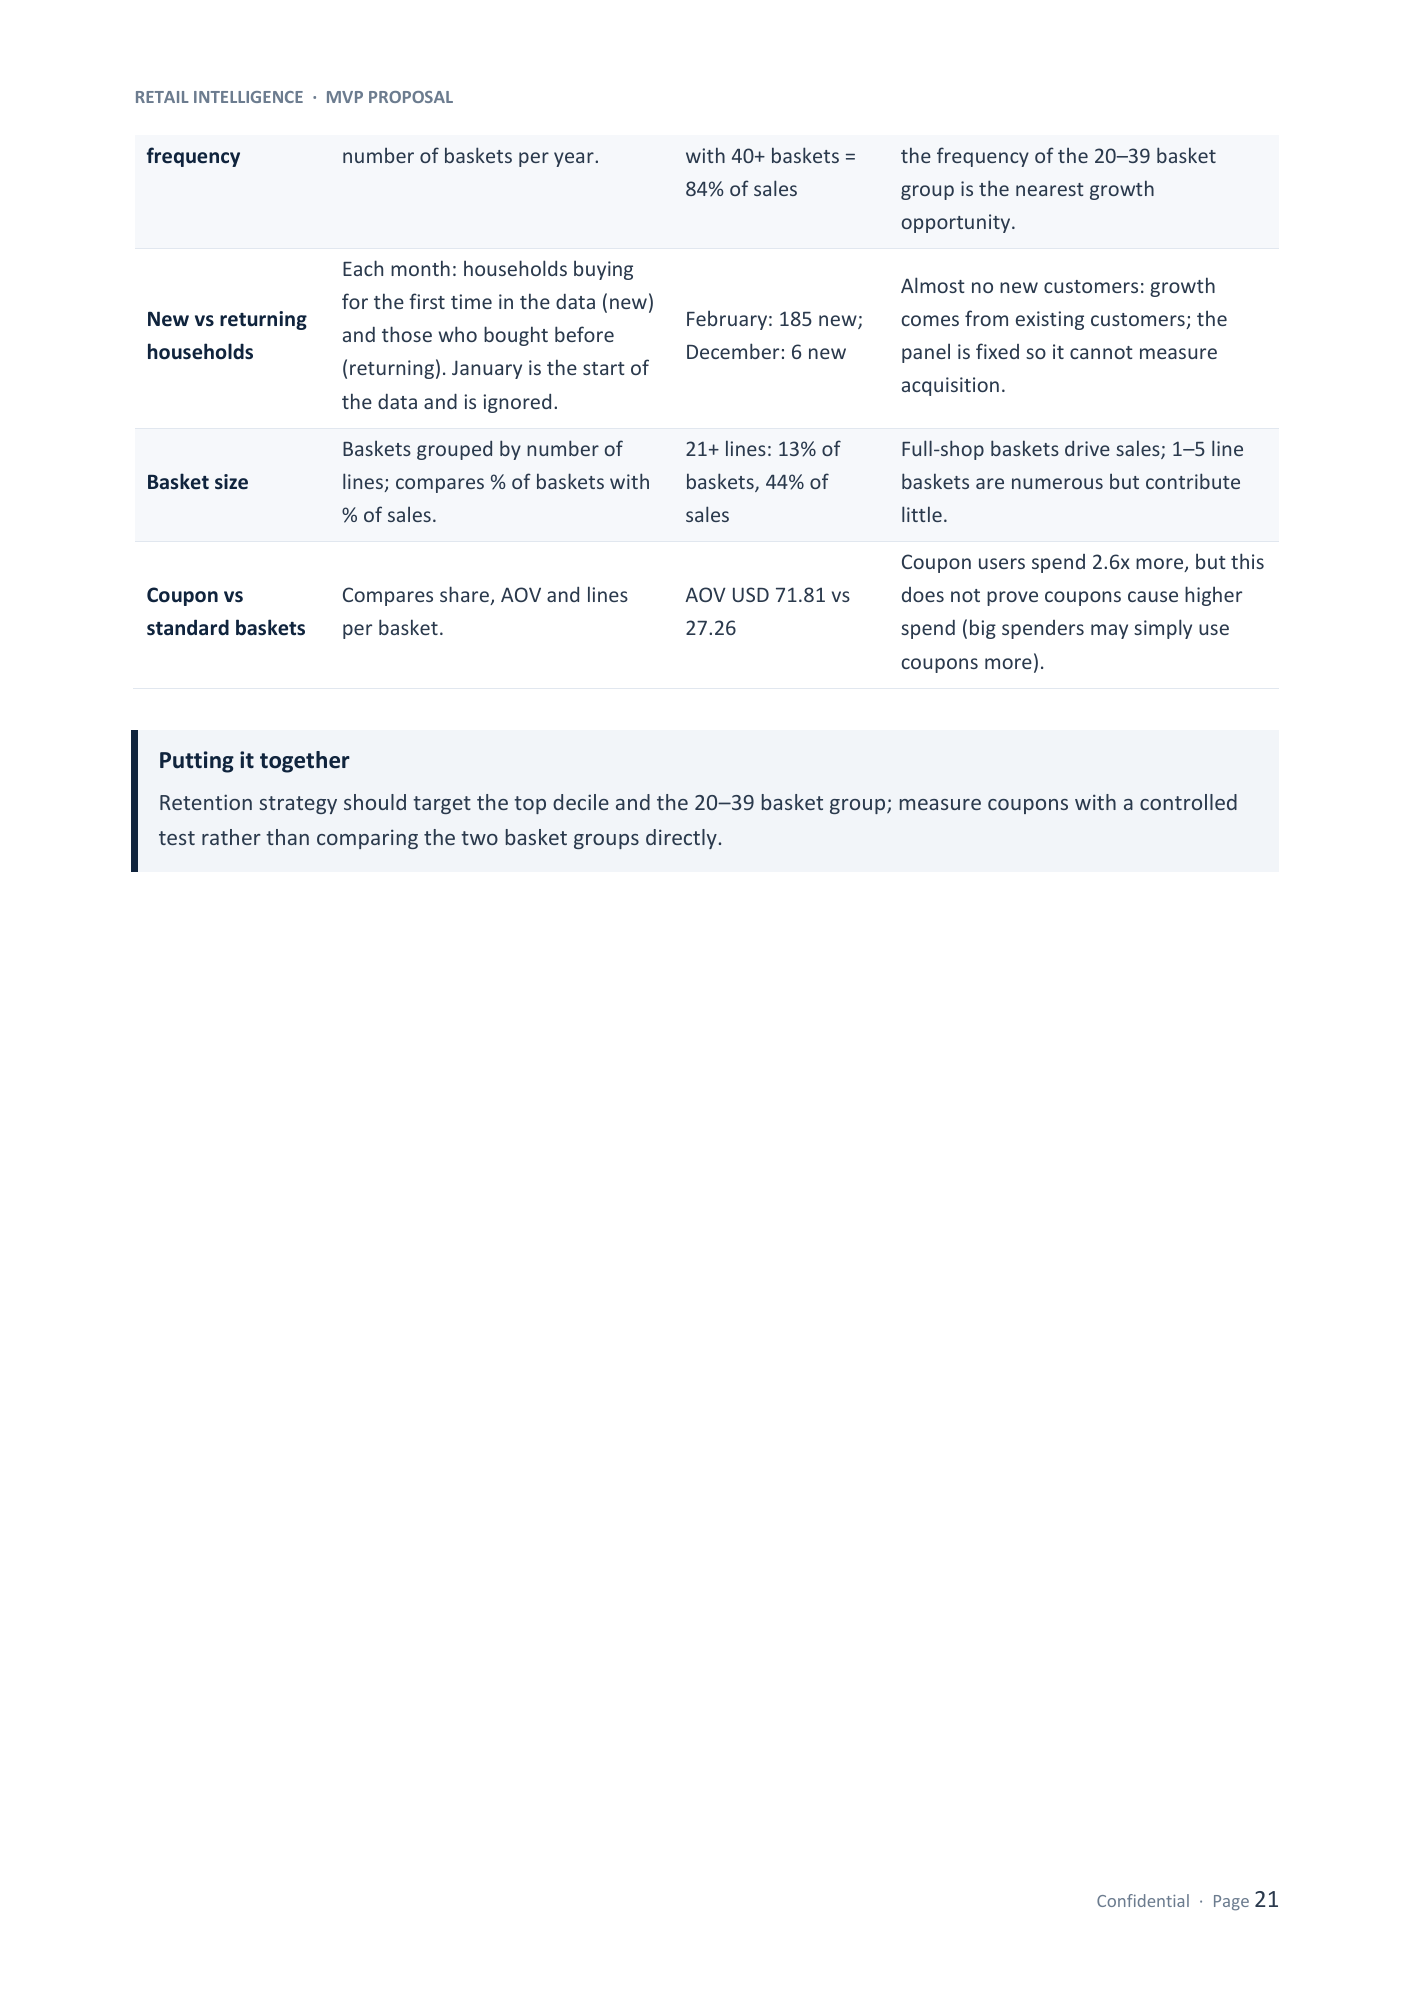 RETAIL INTELLIGENCE · MVP PROPOSAL
frequency
number of baskets per year.
with 40+ baskets =
84% of sales
the frequency of the 20–39 basket
group is the nearest growth
opportunity.
New vs returning
households
Each month: households buying
for the first time in the data (new)
and those who bought before
(returning). January is the start of
the data and is ignored.
February: 185 new;
December: 6 new
Almost no new customers: growth
comes from existing customers; the
panel is fixed so it cannot measure
acquisition.
Basket size
Baskets grouped by number of
lines; compares % of baskets with
% of sales.
21+ lines: 13% of
baskets, 44% of
sales
Full-shop baskets drive sales; 1–5 line
baskets are numerous but contribute
little.
Coupon vs
standard baskets
Compares share, AOV and lines
per basket.
AOV USD 71.81 vs
27.26
Coupon users spend 2.6x more, but this
does not prove coupons cause higher
spend (big spenders may simply use
coupons more).
Putting it together
Retention strategy should target the top decile and the 20–39 basket group; measure coupons with a controlled
test rather than comparing the two basket groups directly.
Confidential · Page 21